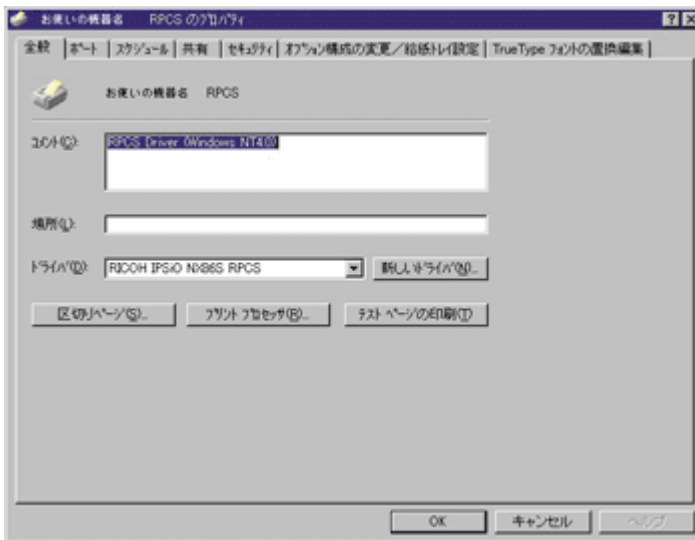 お使いの機器名 RPCS のﾌﾟﾛﾊﾟﾃｨ
全般 ﾎﾟｰﾄ ｽｹｼﾞｭｰﾙ 共有 ｾｷｭﾘﾃｨ ｵﾌﾟｼｮﾝ構成の変更／給紙ﾄﾚｲ設定 TrueType ﾌｫﾝﾄの置換編集
お使いの機器名 RPCS
ｺﾒﾝﾄ(C): RPCS Driver (Windows NT4.0)
場所(L):
ﾄﾞﾗｲﾊﾞ(D): RICOH IPSiO NX86S RPCS 新しいﾄﾞﾗｲﾊﾞ(N)...
区切りﾍﾟｰｼﾞ(S)... ﾌﾟﾘﾝﾄ ﾌﾟﾛｾｯｻ(R)... ﾃｽﾄ ﾍﾟｰｼﾞの印刷(T)
OK キャンセル ヘルプ